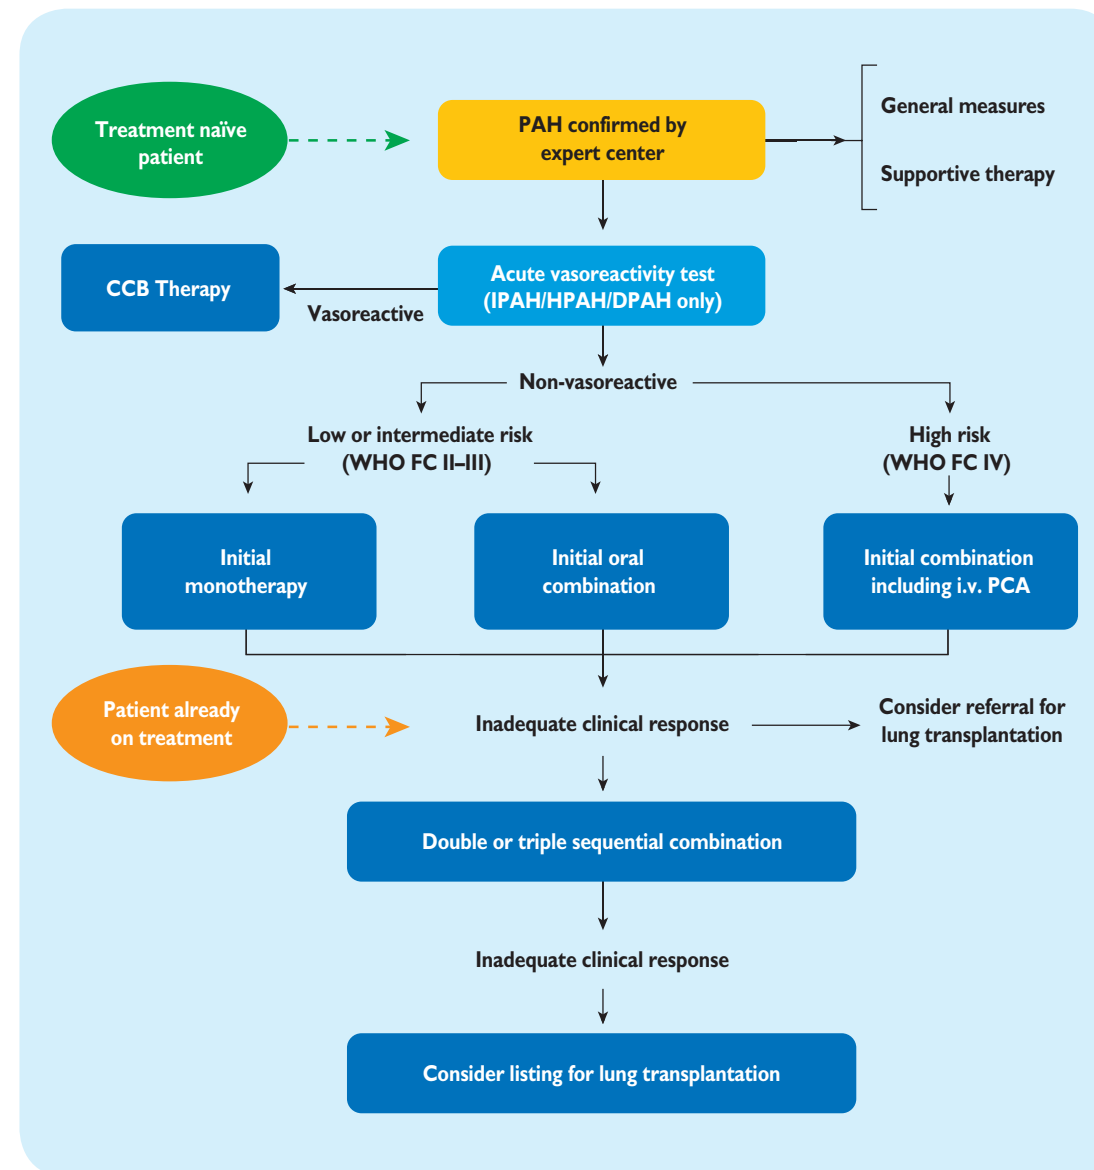 Treatment naïve
patient
PAH confirmed by
expert center
General measures
Supportive therapy
CCB Therapy
Vasoreactive
Acute vasoreactivity test
(IPAH/HPAH/DPAH only)
Non-vasoreactive
Low or intermediate risk
(WHO FC II–III)
High risk
(WHO FC IV)
Initial
monotherapy
Initial oral
combination
Initial combination
including i.v. PCA
Patient already
on treatment
Inadequate clinical response
Consider referral for
lung transplantation
Double or triple sequential combination
Inadequate clinical response
Consider listing for lung transplantation